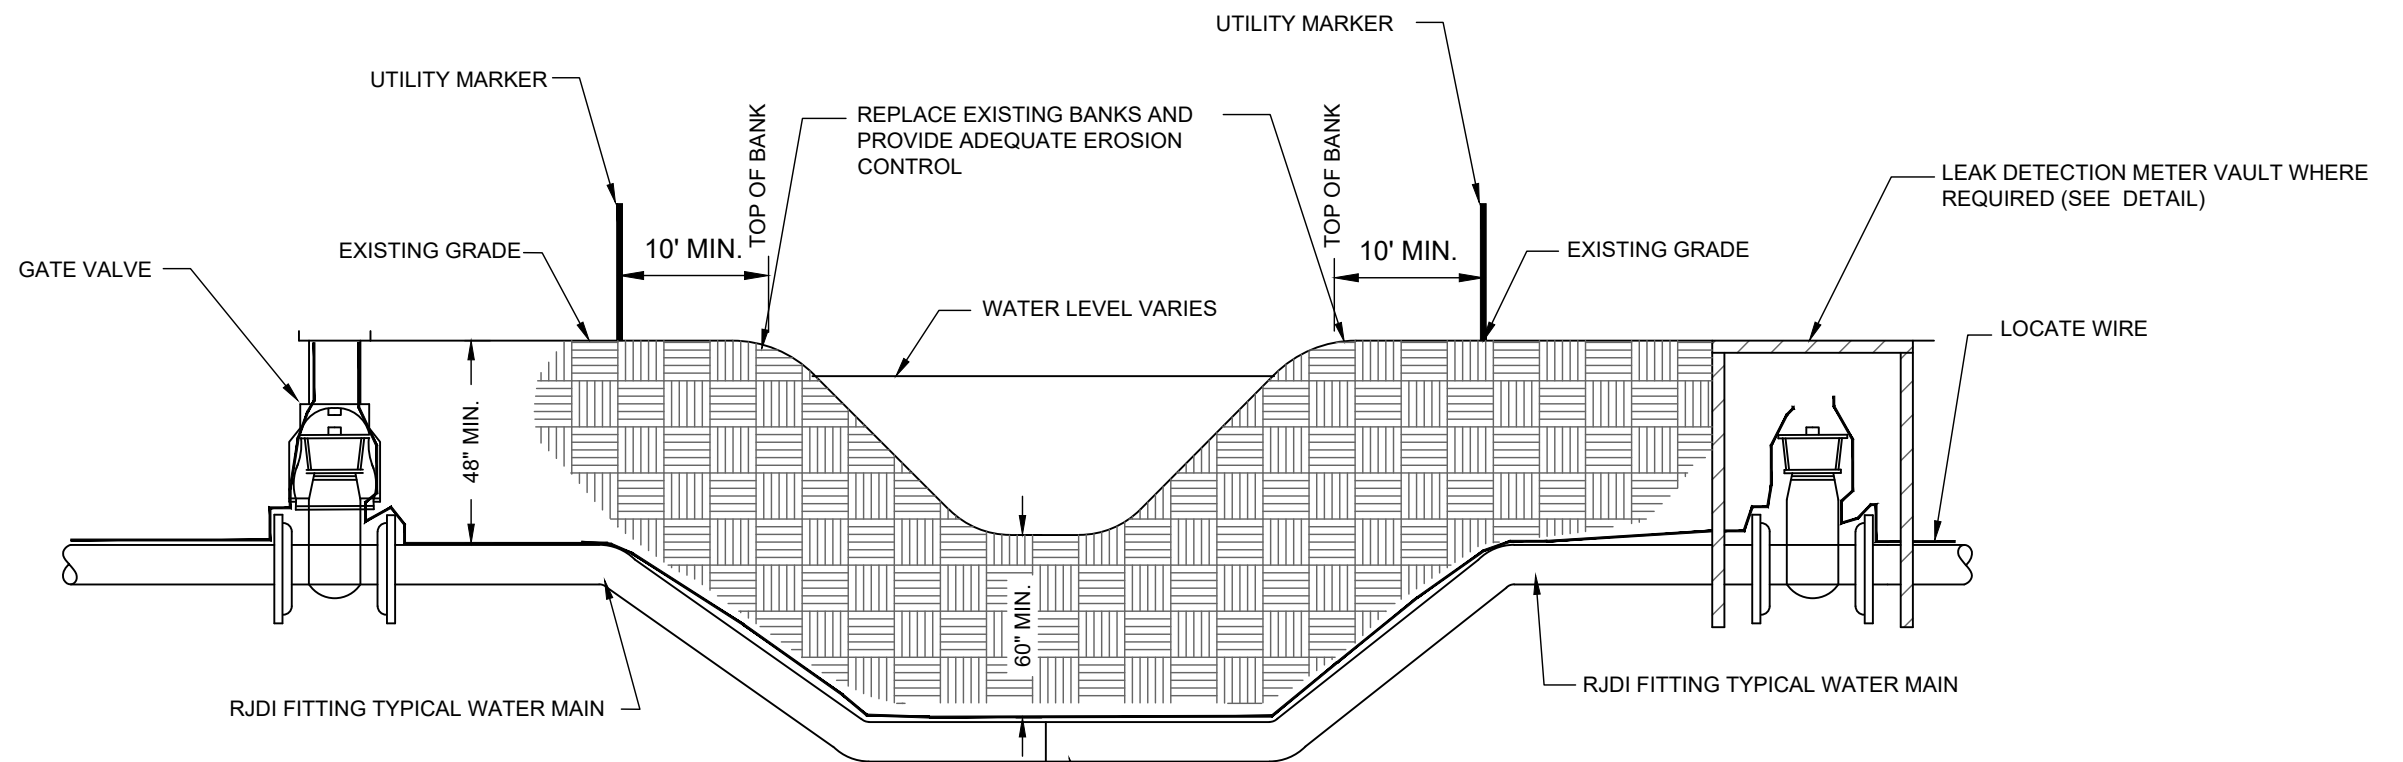 UTILITY MARKER
UTILITY MARKER
TOP OF BANK
REPLACE EXISTING BANKS AND
PROVIDE ADEQUATE EROSION
CONTROL
TOP OF BANK
LEAK DETECTION METER VAULT WHERE
REQUIRED (SEE DETAIL)
EXISTING GRADE
10' MIN.
10' MIN.
EXISTING GRADE
GATE VALVE
WATER LEVEL VARIES
LOCATE WIRE
48" MIN.
60" MIN.
RJDI FITTING TYPICAL WATER MAIN
RJDI FITTING TYPICAL WATER MAIN